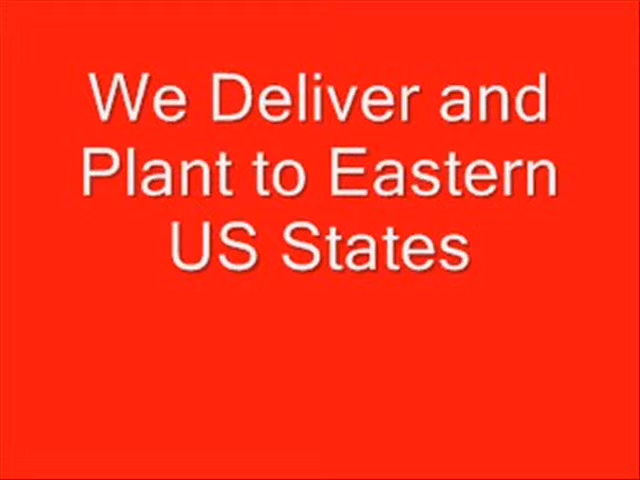 We Deliver and
Plant to Eastern
US States